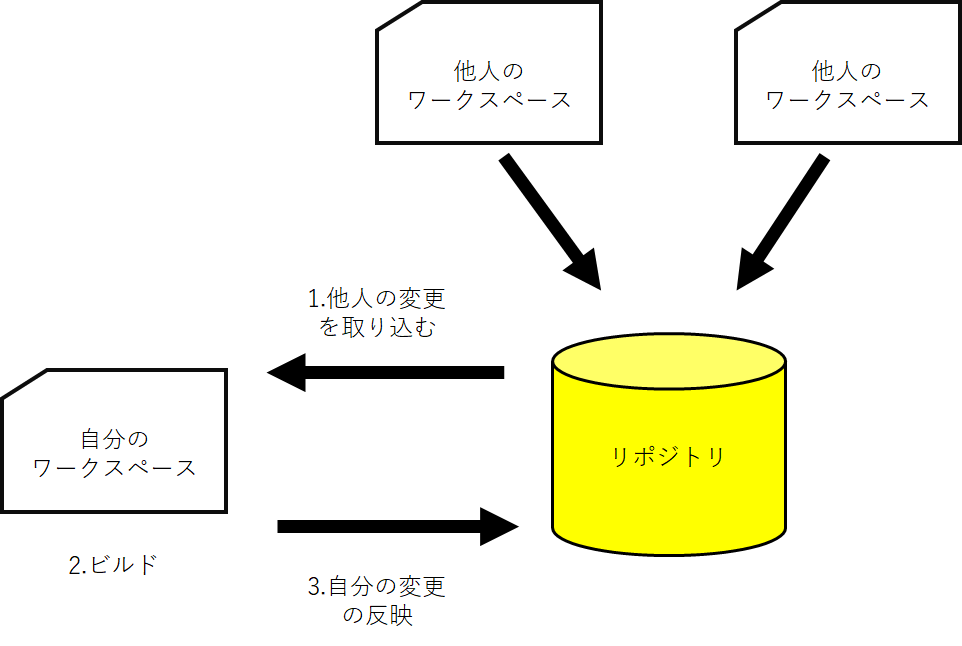 他人の
ワークスペース
他人の
ワークスペース
1.他人の変更
を取り込む
自分の
ワークスペース
リポジトリ
2.ビルド
3.自分の変更
の反映